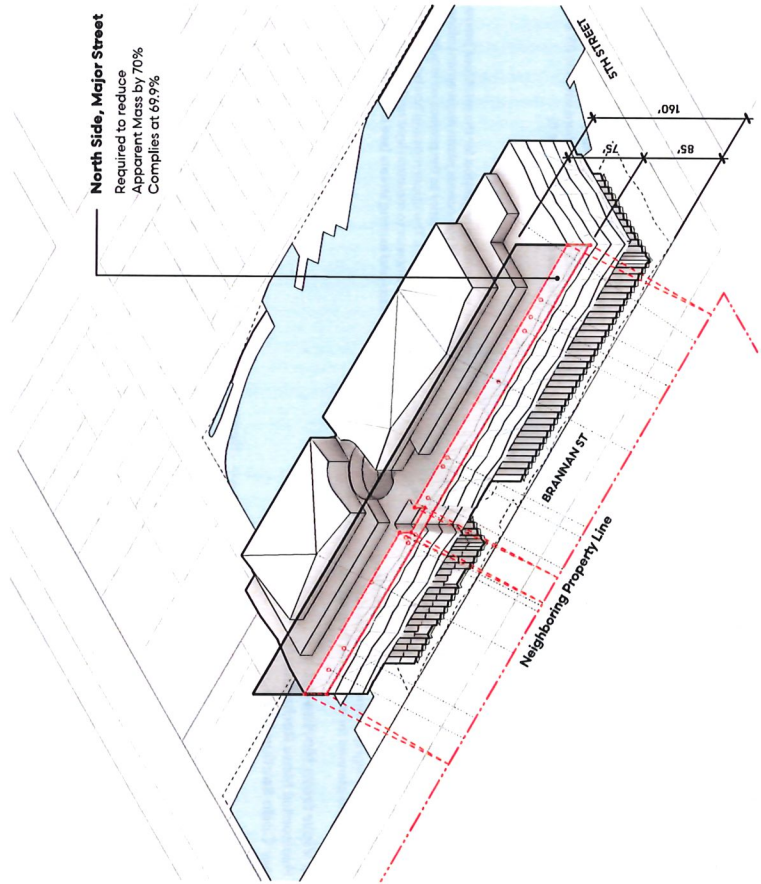 North Side, Major Street
Required to reduce
Apparent Mass by 70%
Complies at 69.9%
5TH STREET
160'
75'
85'
BRANNAN ST
Neighboring Property Line